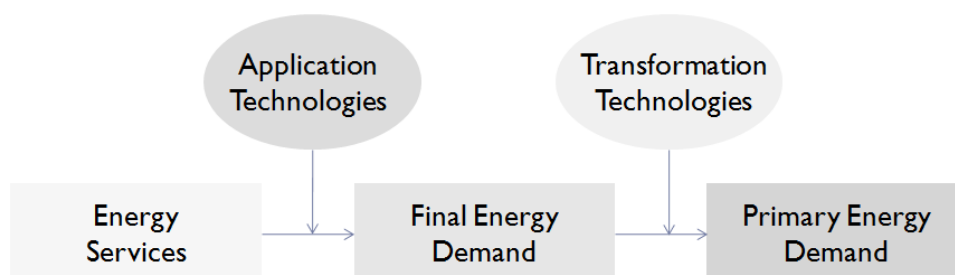 Application
Technologies
Transformation
Technologies
Energy
Services
Final Energy
Demand
Primary Energy
Demand